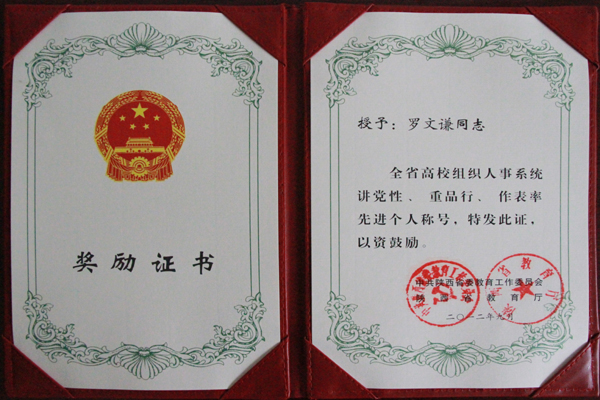 奖励证书
授予：罗文谦同志
全省高校组织人事系统
讲党性、重品行、作表率
先进个人称号，特发此证，
以资鼓励。
中共陕西省委教育工作委员会
陕西省教育厅
二〇一二年九月